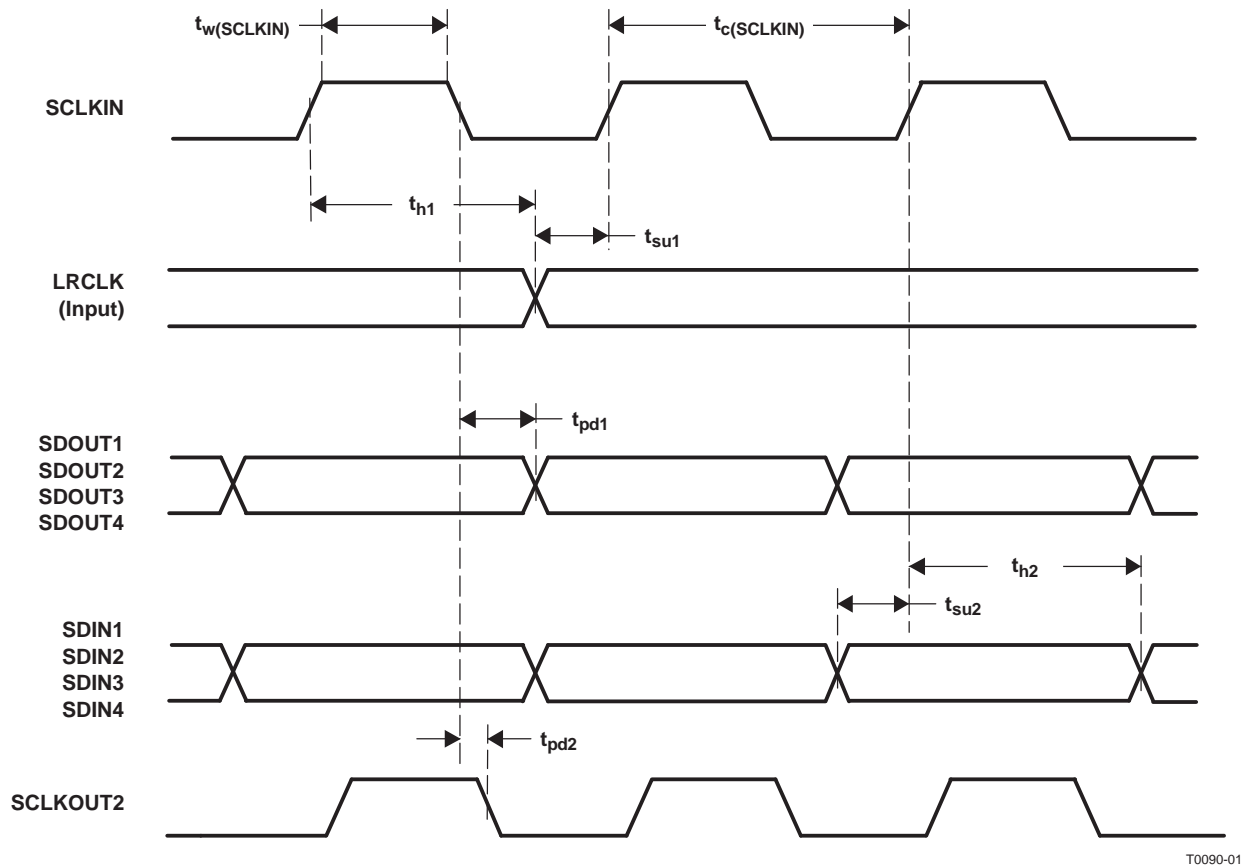 tw(SCLKIN)
tc(SCLKIN)
SCLKIN
th1
tsu1
LRCLK
(Input)
tpd1
SDOUT1
SDOUT2
SDOUT3
SDOUT4
th2
tsu2
SDIN1
SDIN2
SDIN3
SDIN4
tpd2
SCLKOUT2
T0090-01